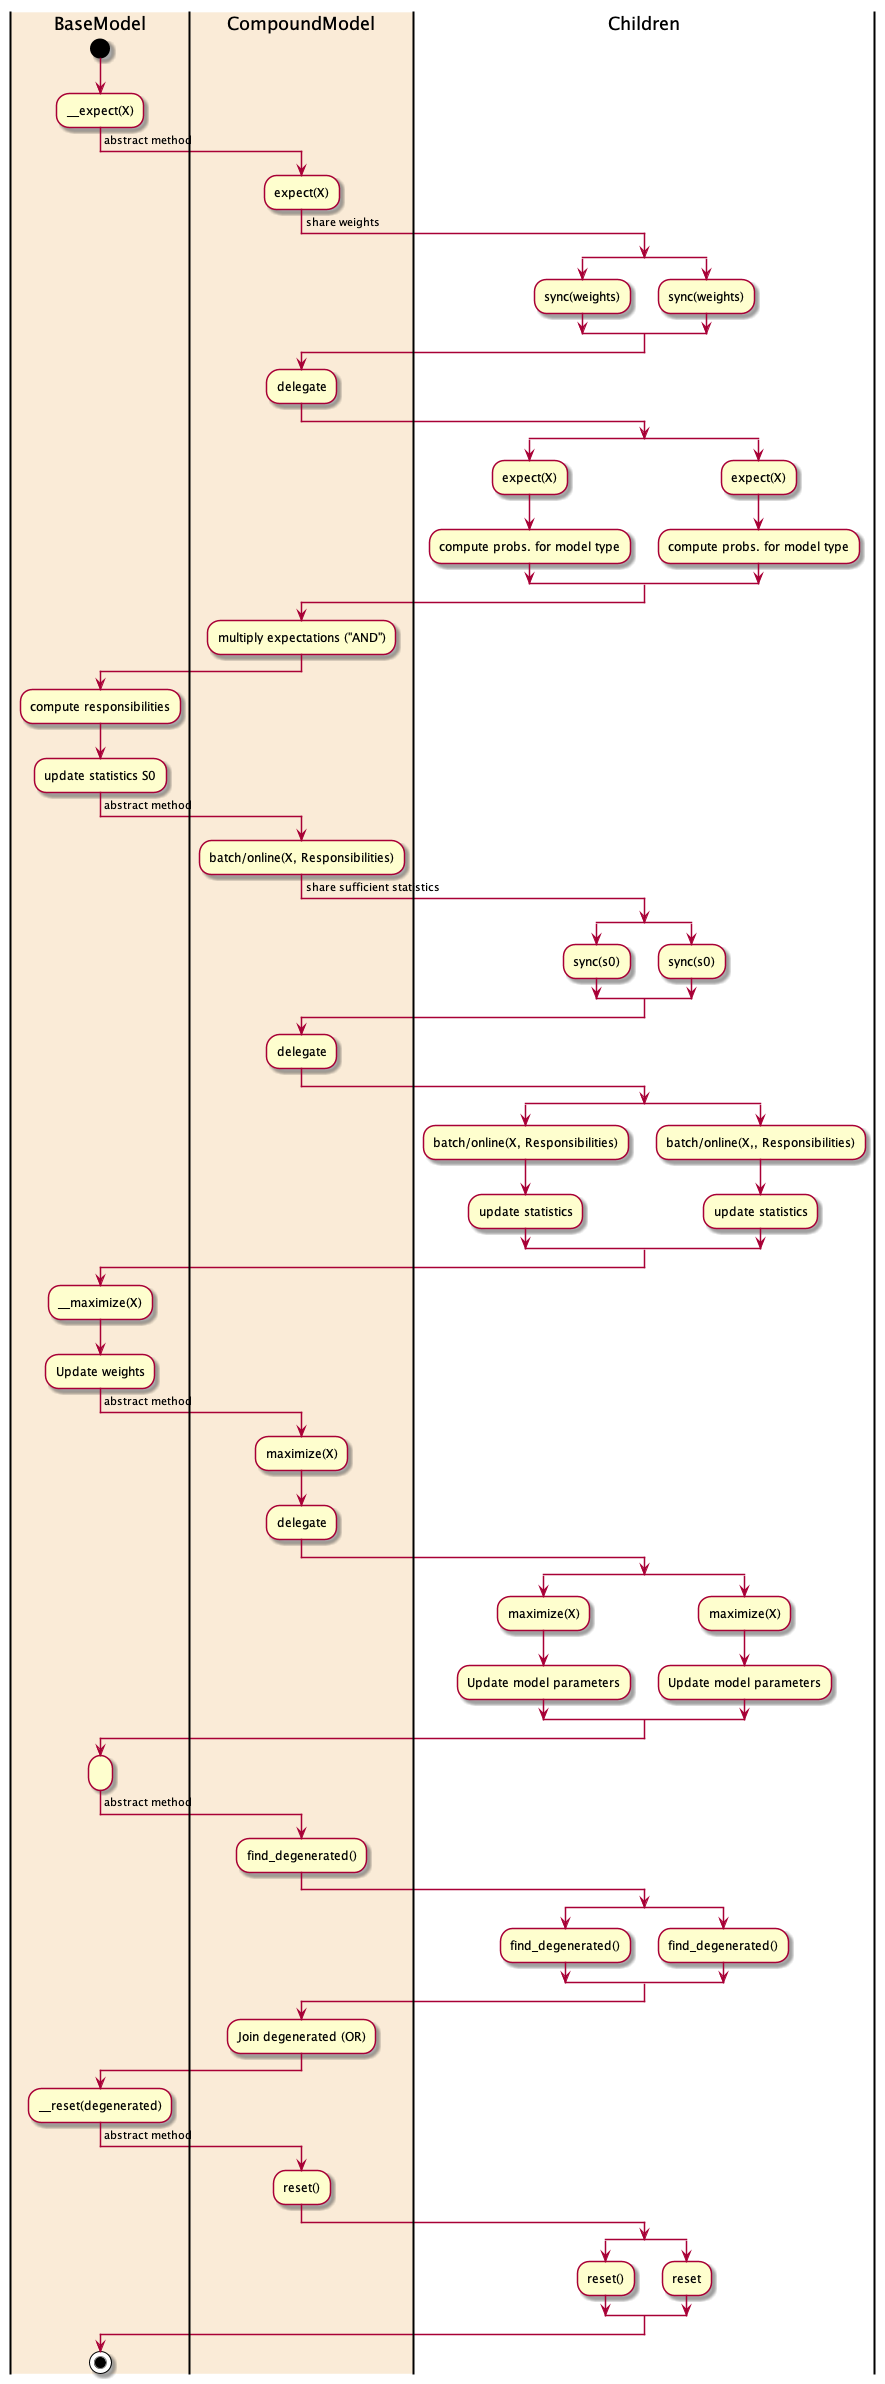 BaseModel
CompoundModel
Children
__expect(X)
abstract method
expect(X)
share weights
sync(weights)
sync(weights)
delegate
expect(X)
expect(X)
compute probs. for model type
compute probs. for model type
multiply expectations ("AND")
compute responsibilities
update statistics S0
abstract method
batch/online(X, Responsibilities)
share sufficient statistics
sync(s0)
sync(s0)
delegate
batch/online(X, Responsibilities)
batch/online(X,, Responsibilities)
update statistics
update statistics
__maximize(X)
Update weights
abstract method
maximize(X)
delegate
maximize(X)
maximize(X)
Update model parameters
Update model parameters
abstract method
find_degenerated()
find_degenerated()
find_degenerated()
Join degenerated (OR)
__reset(degenerated)
abstract method
reset()
reset()
reset